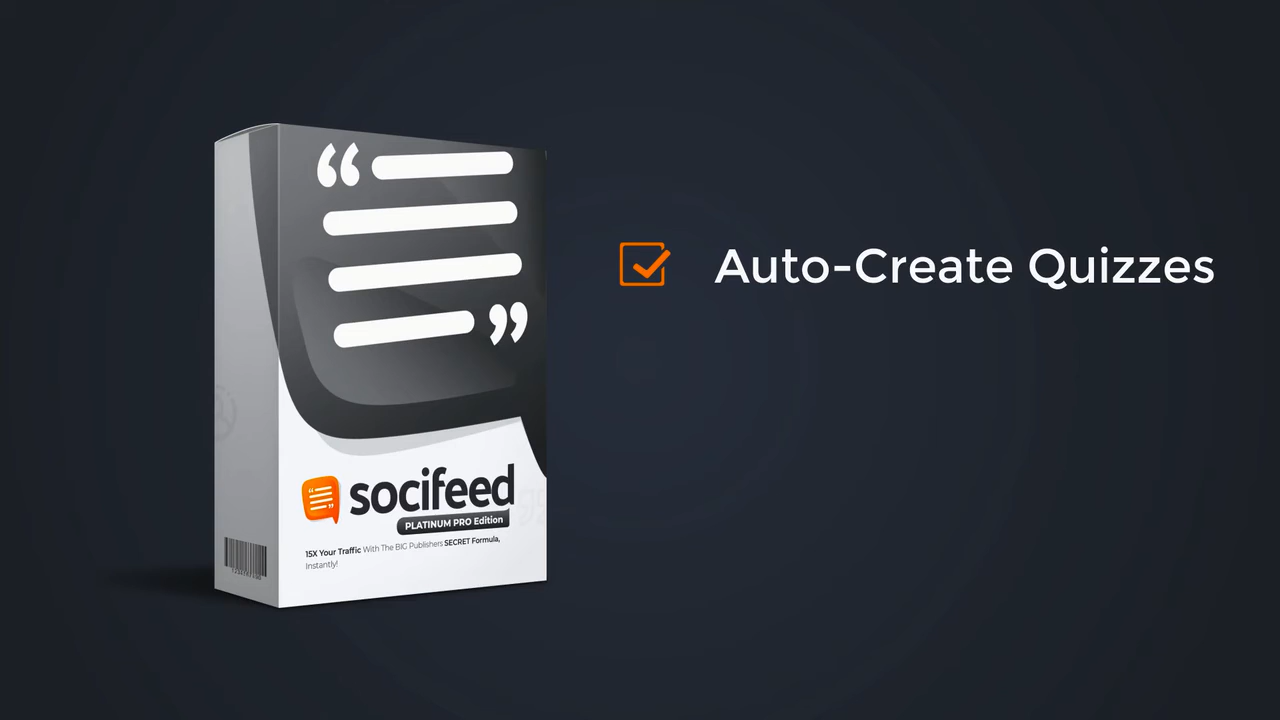 Auto-Create Quizzes
socifeed
PLATINUM PRO Edition
15X Your Traffic With The BIG Publishers SECRET Formula,
Instantly!